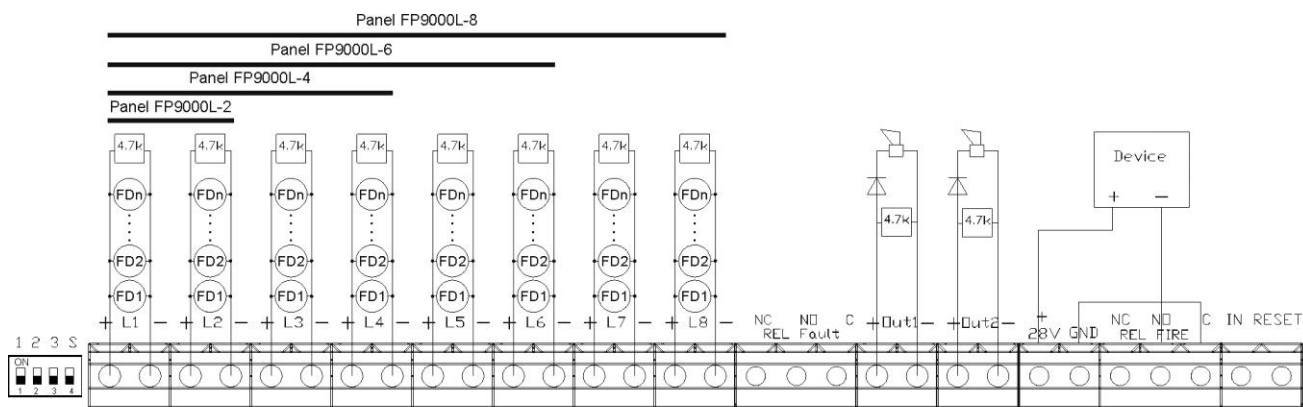 Panel FP9000L-8
Panel FP9000L-6
Panel FP9000L-4
Panel FP9000L-2
4.7k 4.7k 4.7k 4.7k 4.7k 4.7k 4.7k 4.7k
Device
+ −
FDn FDn FDn FDn FDn FDn FDn FDn
4.7k 4.7k
FD2 FD2 FD2 FD2 FD2 FD2 FD2 FD2
FD1 FD1 FD1 FD1 FD1 FD1 FD1 FD1
+ L1 − + L2 − + L3 − + L4 − + L5 − + L6 − + L7 − + L8 − NC NO C + Out1 − + Out2 − + NC NO C IN RESET
REL Fault 28V GND REL FIRE
1 2 3 S
ON
1 2 3 4